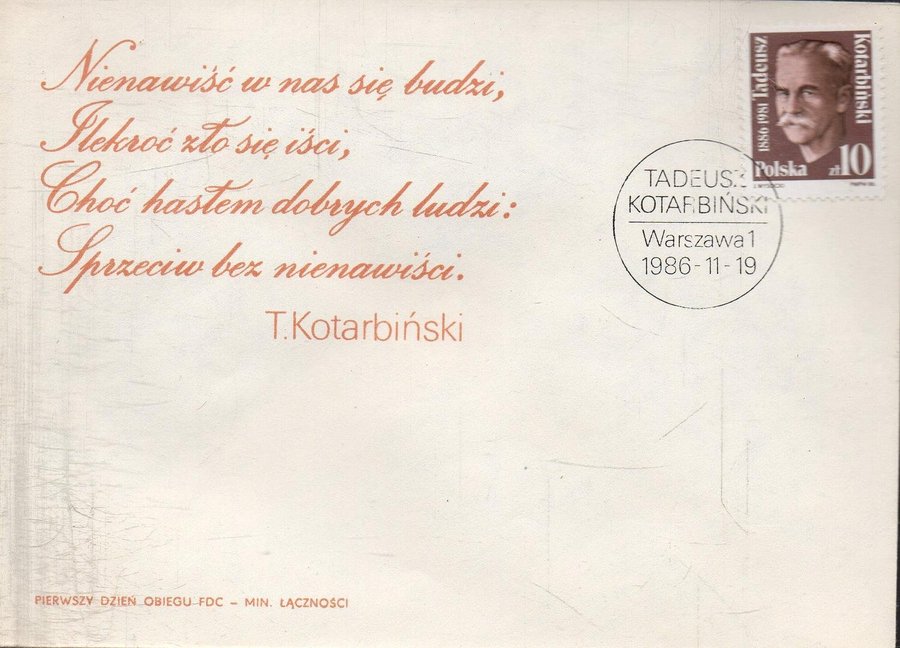 Nienawiść w nas się budzi,
Ilekroć zło się iści,
Choć hasłem dobrych ludzi:
Sprzeciw bez nienawiści.
T.Kotarbiński
1886-1981 Tadeusz
Kotarbiński
Polska zł 10
TADEUSZ
KOTARBIŃSKI
Warszawa 1
1986-11-19
PIERWSZY DZIEŃ OBIEGU FDC – MIN. ŁĄCZNOŚCI